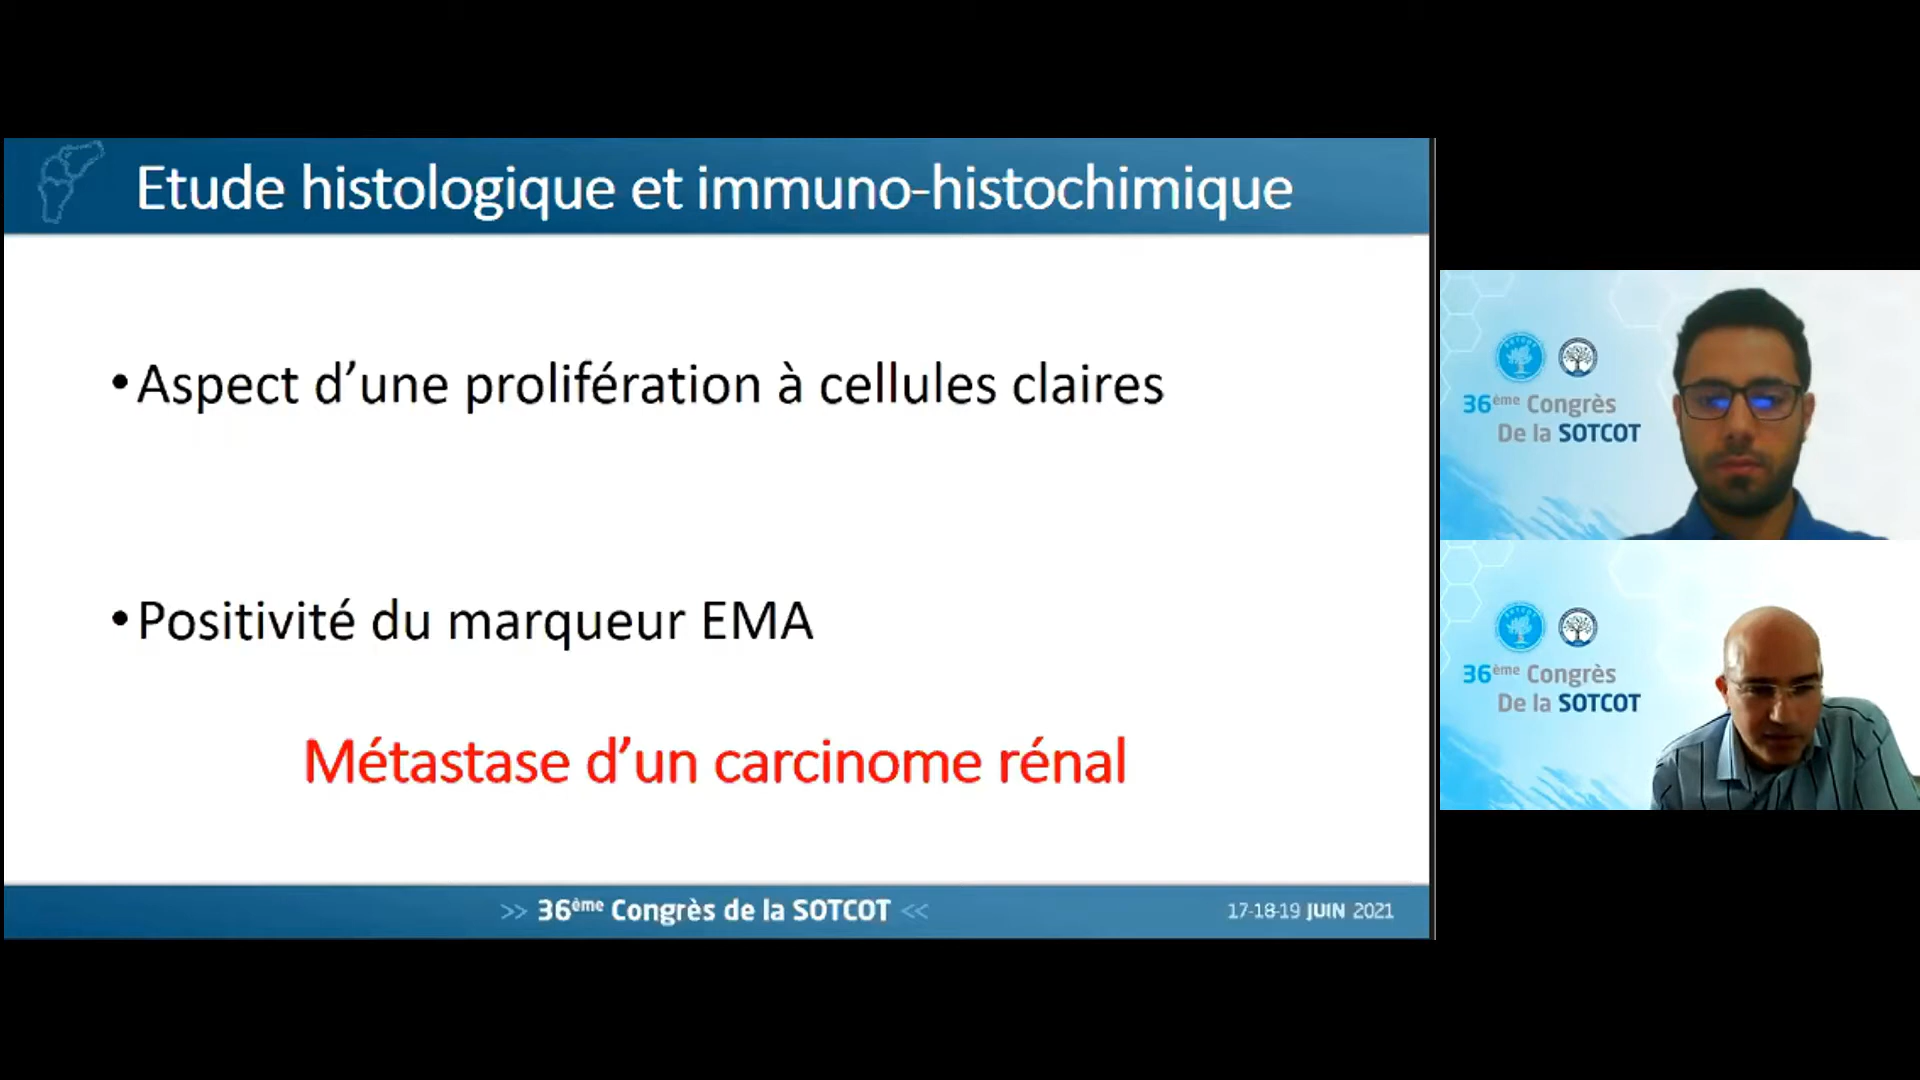 Etude histologique et immuno-histochimique
•Aspect d’une prolifération à cellules claires
•Positivité du marqueur EMA
Métastase d’un carcinome rénal
>> 36ème Congrès de la SOTCOT <<
17-18-19 JUIN 2021
36ème Congrès
De la SOTCOT
36ème Congrès
De la SOTCOT